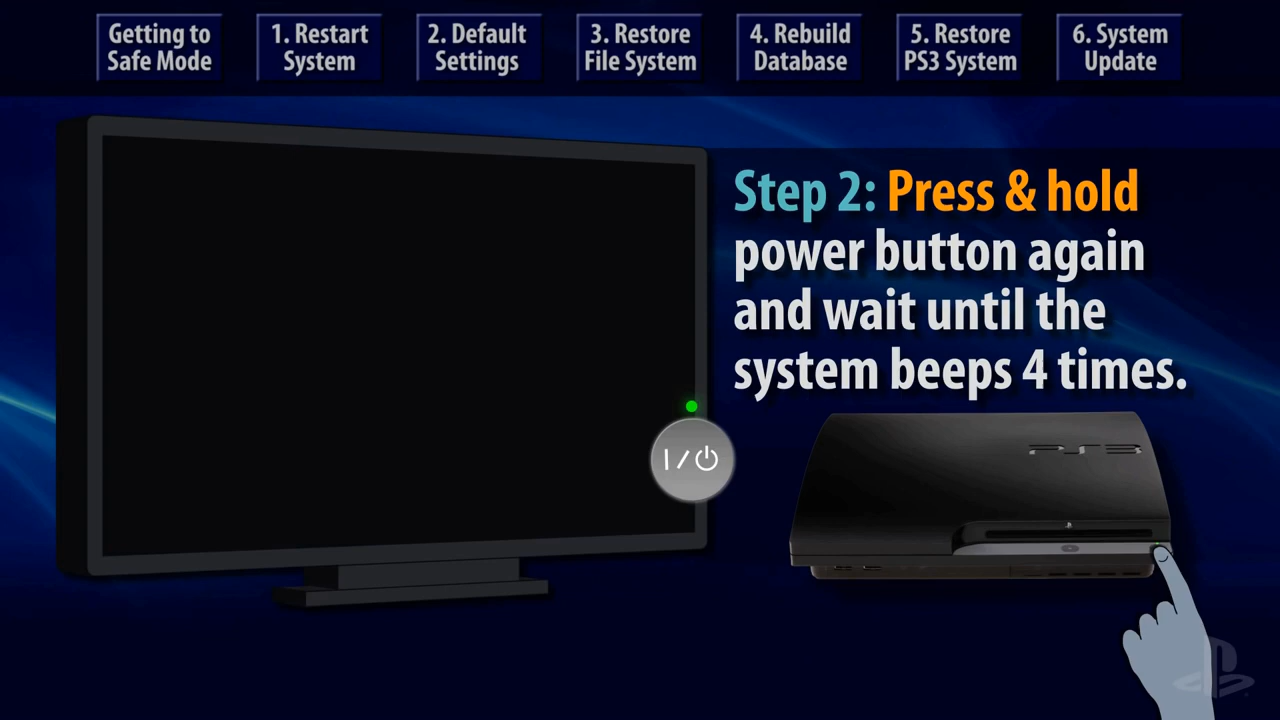 Getting to
Safe Mode
1. Restart
System
2. Default
Settings
3. Restore
File System
4. Rebuild
Database
5. Restore
PS3 System
6. System
Update
Step 2: Press & hold
power button again
and wait until the
system beeps 4 times.
PS3